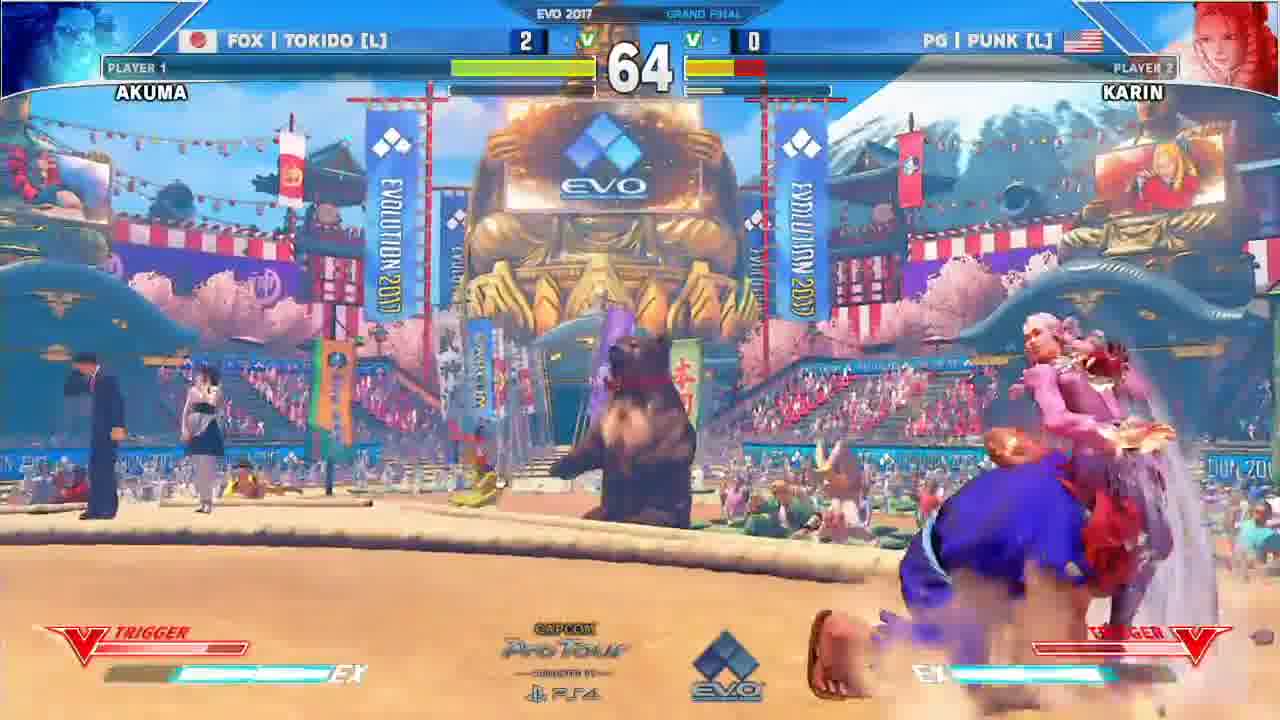 EVO 2017
GRAND FINAL
FOX | TOKIDO [L]
2
V
64
V
0
PG | PUNK [L]
PLAYER 1
PLAYER 2
AKUMA
KARIN
EVO
EVOLUTION 2017
EVOLUTION 2017
V TRIGGER
TRIGGER V
EX
EX
CAPCOM
Pro Tour
PS4
EVO